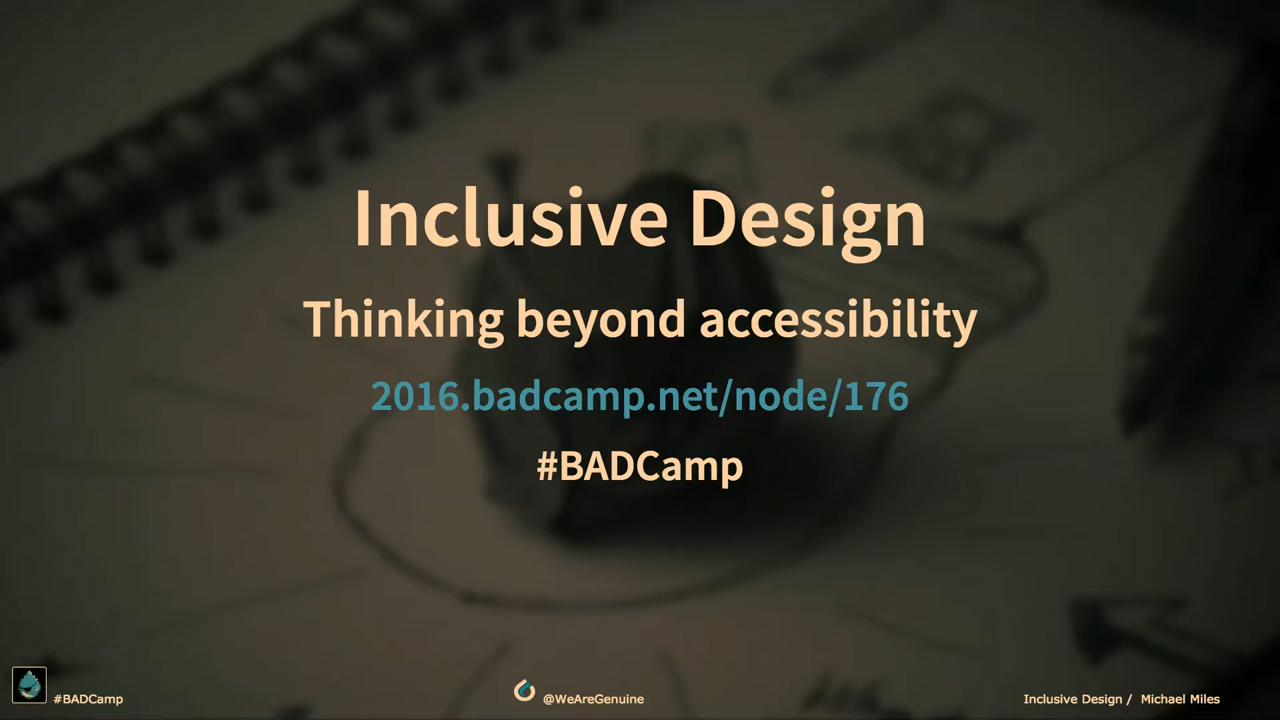 Inclusive Design
Thinking beyond accessibility
2016.badcamp.net/node/176
#BADCamp
#BADCamp
@WeAreGenuine
Inclusive Design / Michael Miles